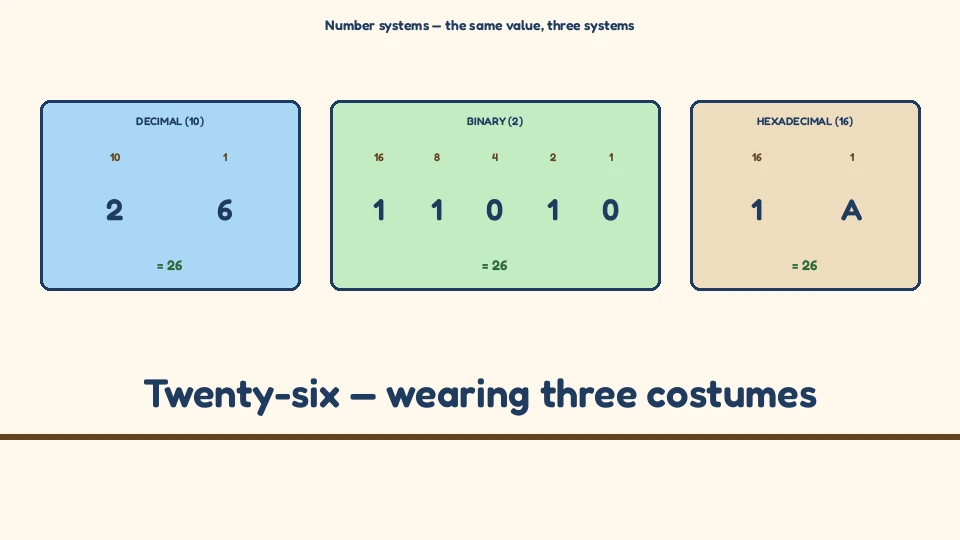 Number systems — the same value, three systems
DECIMAL (10)
10 1
2 6
= 26
BINARY (2)
16 8 4 2 1
1 1 0 1 0
= 26
HEXADECIMAL (16)
16 1
1 A
= 26
Twenty-six — wearing three costumes